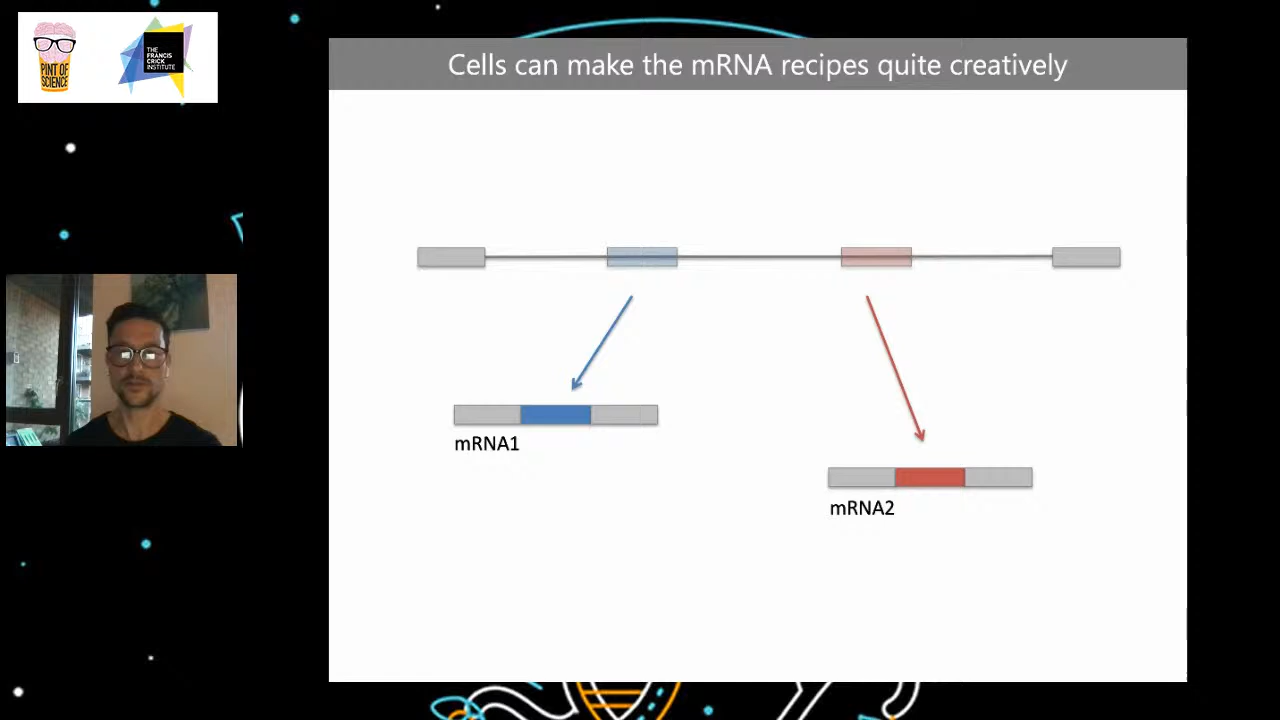 PINT OF
SCIENCE
THE
FRANCIS
CRICK
INSTITUTE
Cells can make the mRNA recipes quite creatively
mRNA1
mRNA2